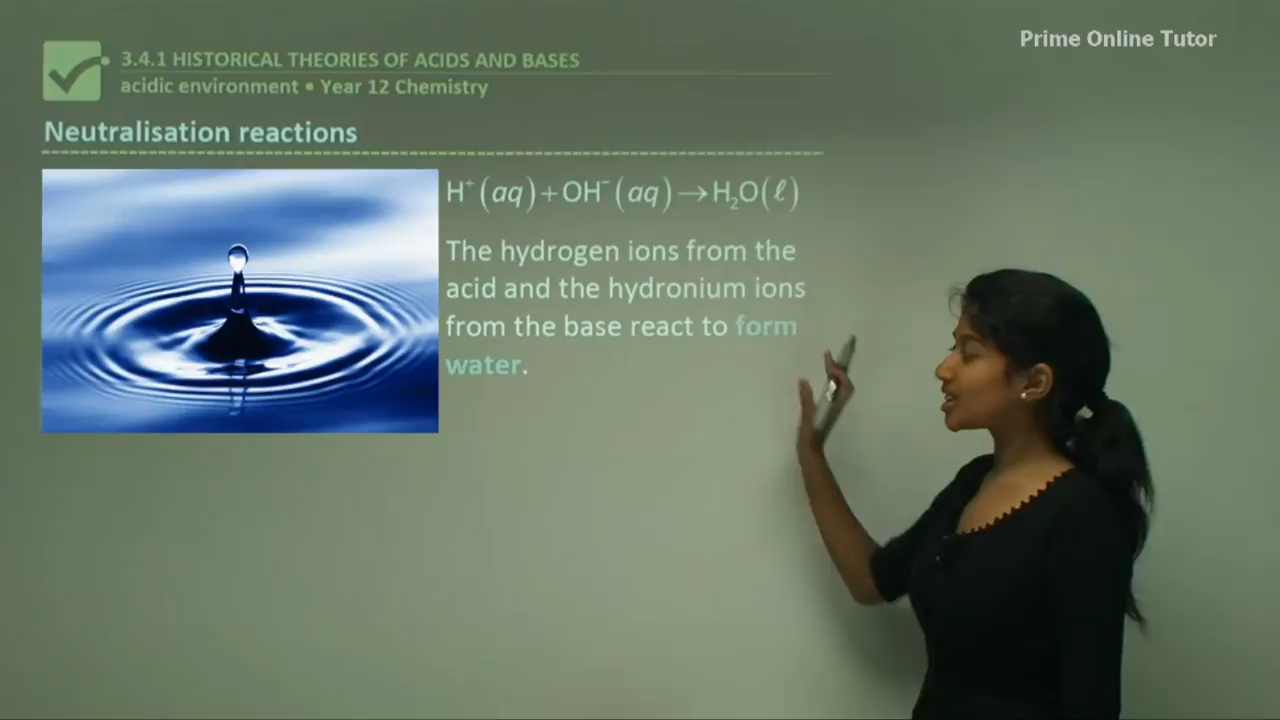 Prime Online Tutor
3.4.1 HISTORICAL THEORIES OF ACIDS AND BASES
acidic environment • Year 12 Chemistry
Neutralisation reactions
H⁺(aq)+OH⁻(aq)→H₂O(ℓ)
The hydrogen ions from the
acid and the hydronium ions
from the base react to form
water.